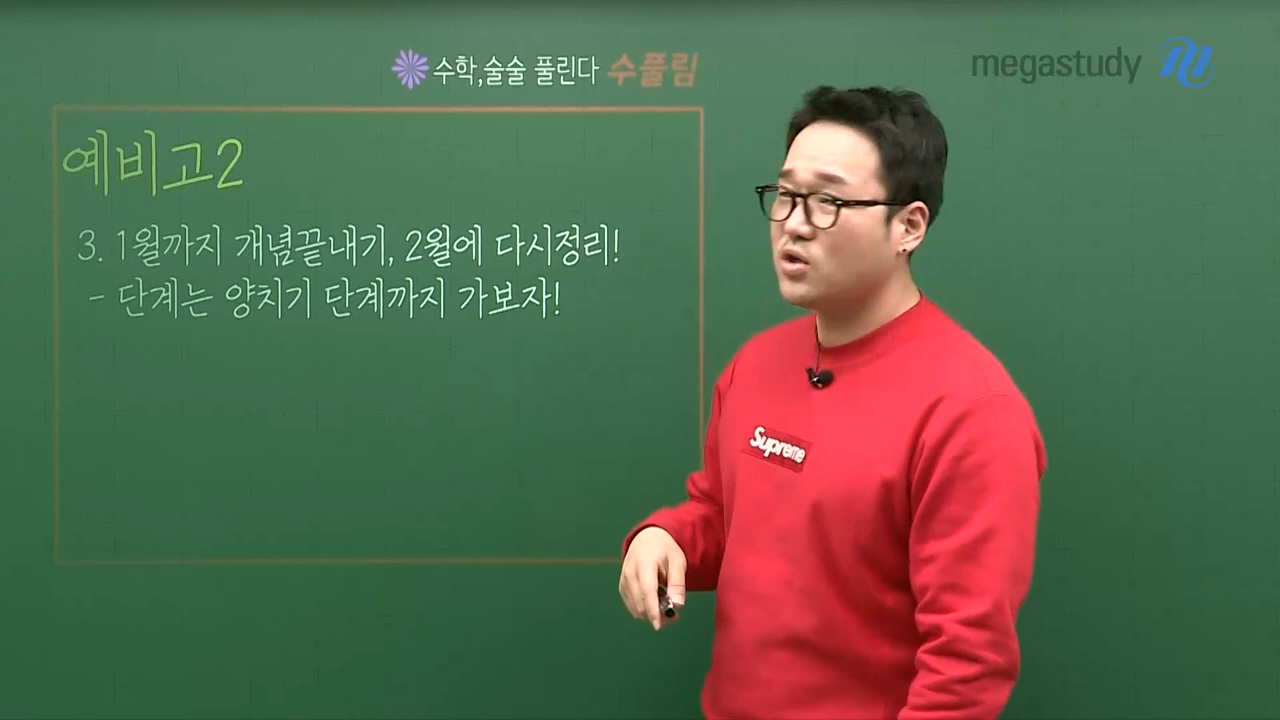 수학,술술 풀린다 수풀림
megastudy
예비고2
3. 1월까지 개념끝내기, 2월에 다시정리!
- 단계는 양치기 단계까지 가보자!
Supreme